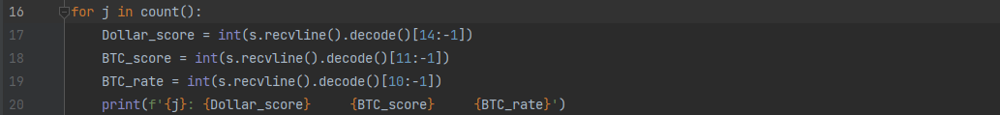 16 for j in count():
17 Dollar_score = int(s.recvline().decode()[14:-1])
18 BTC_score = int(s.recvline().decode()[11:-1])
19 BTC_rate = int(s.recvline().decode()[10:-1])
20 print(f'{j}: {Dollar_score}     {BTC_score}     {BTC_rate}')